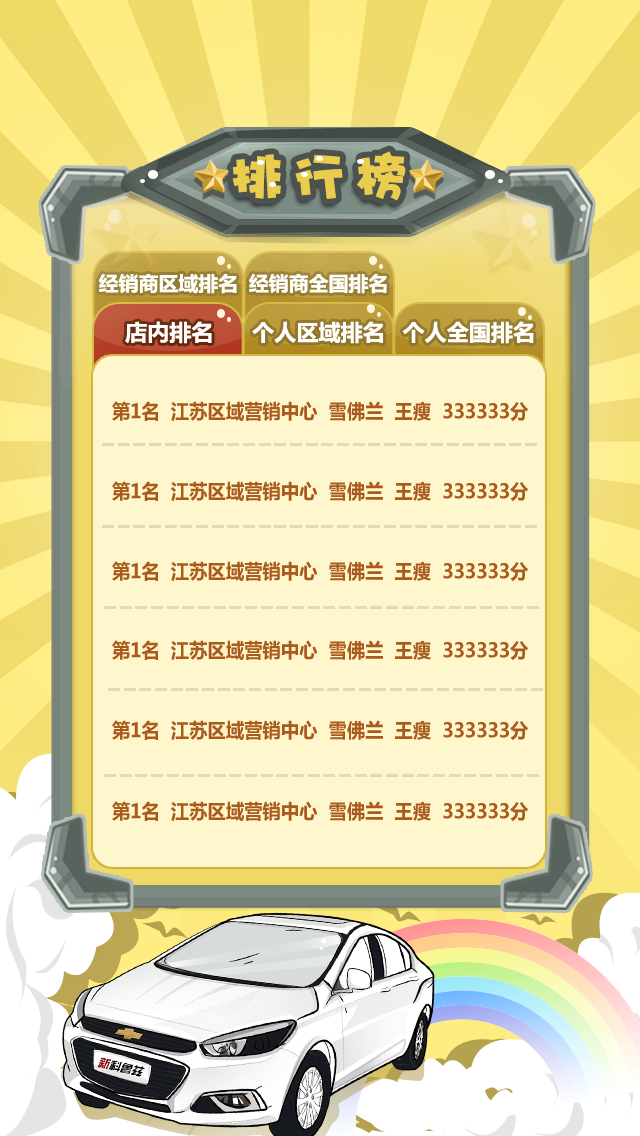 排行榜
经销商区域排名 经销商全国排名
店内排名 个人区域排名 个人全国排名
第1名 江苏区域营销中心 雪佛兰 王瘦 333333分
第1名 江苏区域营销中心 雪佛兰 王瘦 333333分
第1名 江苏区域营销中心 雪佛兰 王瘦 333333分
第1名 江苏区域营销中心 雪佛兰 王瘦 333333分
第1名 江苏区域营销中心 雪佛兰 王瘦 333333分
第1名 江苏区域营销中心 雪佛兰 王瘦 333333分
新科鲁兹